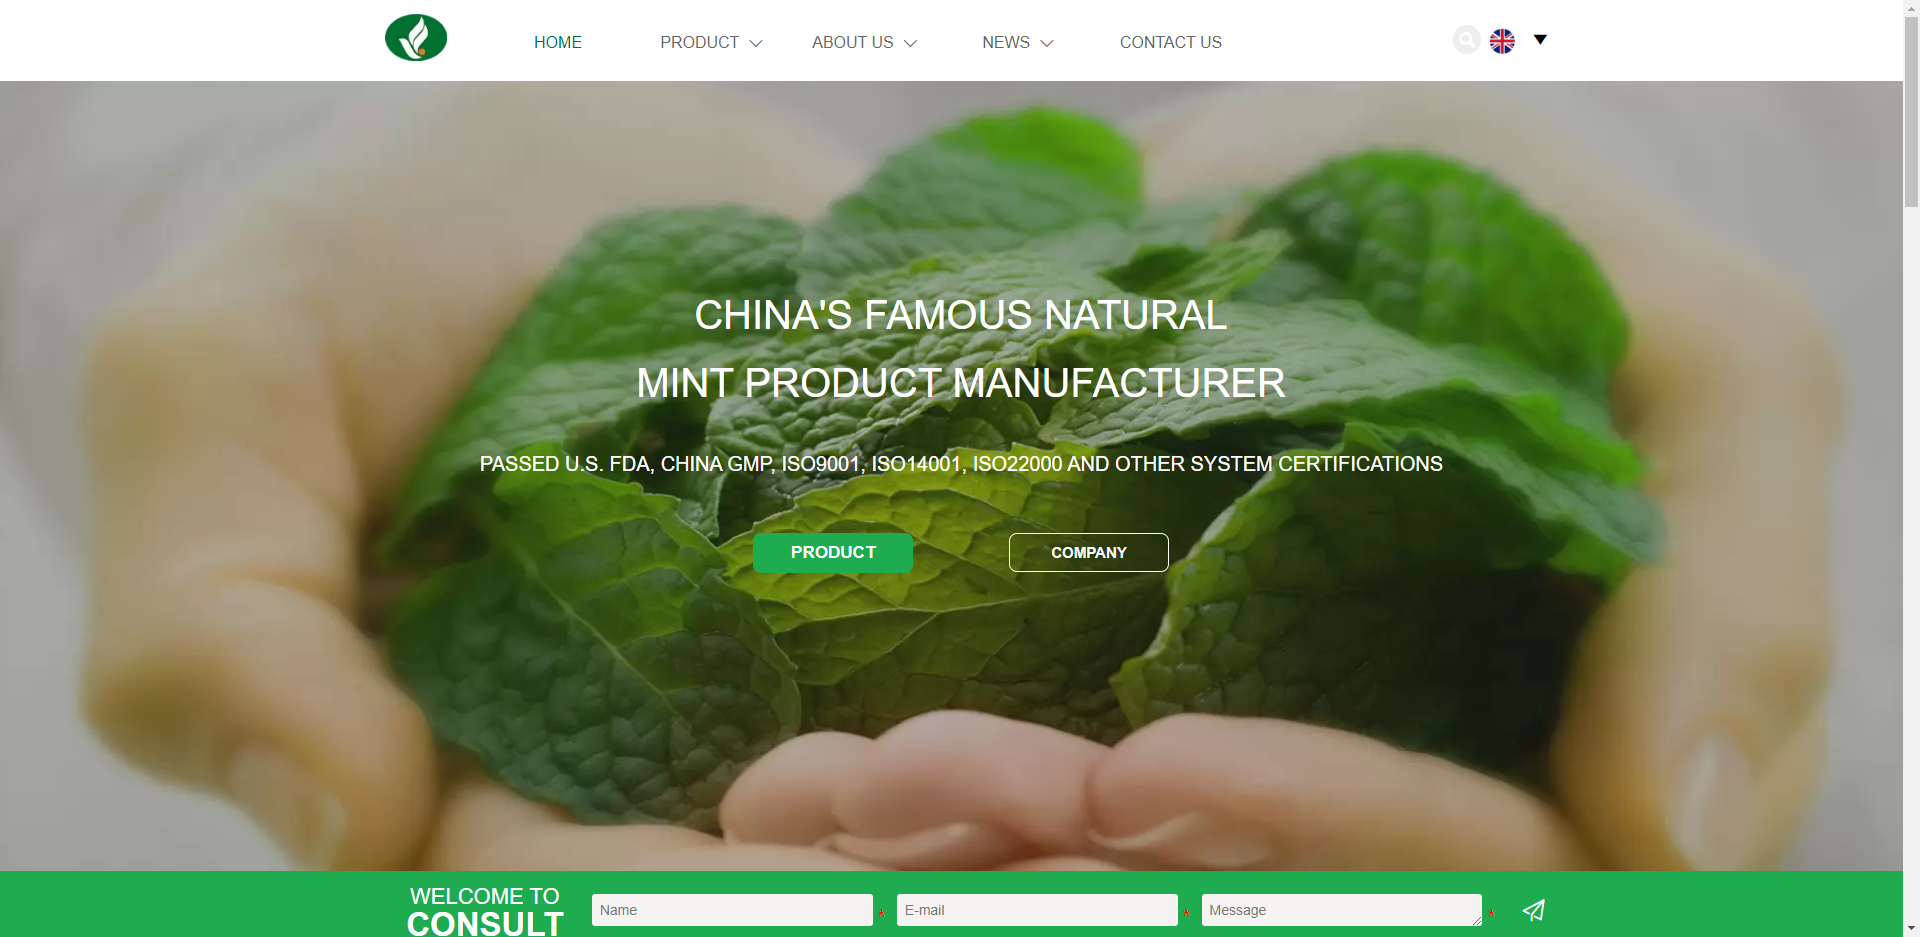 HOME
PRODUCT
ABOUT US
NEWS
CONTACT US
CHINA'S FAMOUS NATURAL
MINT PRODUCT MANUFACTURER
PASSED U.S. FDA, CHINA GMP, ISO9001, ISO14001, ISO22000 AND OTHER SYSTEM CERTIFICATIONS
PRODUCT
COMPANY
WELCOME TO
CONSULT
Name *
E-mail *
Message *